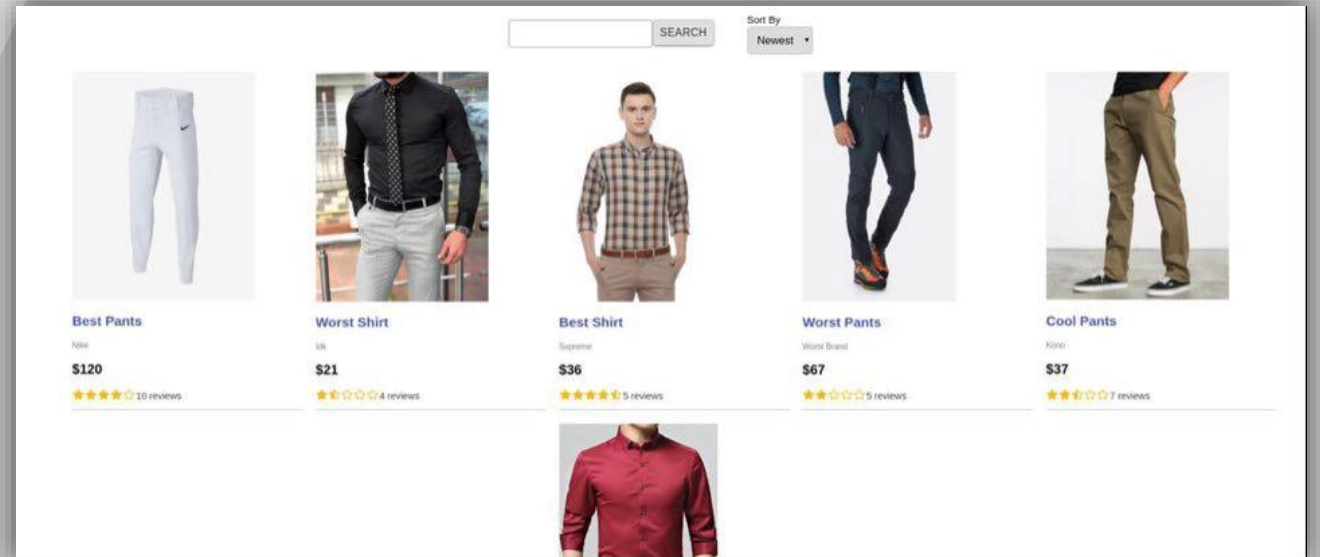 Sort By
SEARCH
Newest
Best Pants
Nike
$120
10 reviews
Worst Shirt
Idk
$21
4 reviews
Best Shirt
Supreme
$36
5 reviews
Worst Pants
Worst Brand
$67
5 reviews
Cool Pants
$37
7 reviews